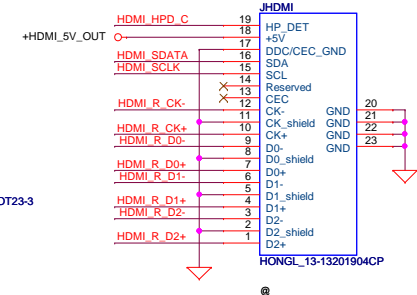 JHDMI
HDMI_HPD_C 19 HP_DET
+HDMI_5V_OUT 18 +5V
17 DDC/CEC_GND
HDMI_SDATA 16 SDA
HDMI_SCLK 15 SCL
14 Reserved
13 CEC
HDMI_R_CK- 12 CK- GND 20
11 CK_shield GND 21
HDMI_R_CK+ 10 CK+ GND 22
HDMI_R_D0- 9 D0- GND 23
8 D0_shield
HDMI_R_D0+ 7 D0+
HDMI_R_D1- 6 D1-
5 D1_shield
OT23-3
HDMI_R_D1+ 4 D1+
HDMI_R_D2- 3 D2-
2 D2_shield
HDMI_R_D2+ 1 D2+
HONGL_13-13201904CP
@